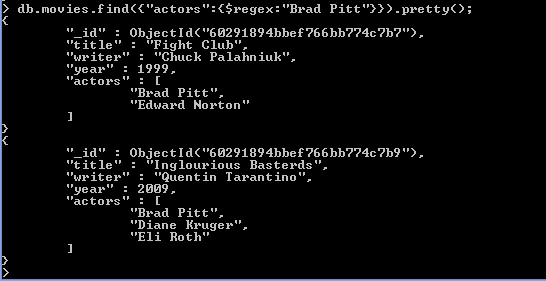 > db.movies.find({"actors":{$regex:"Brad Pitt"}}).pretty();
{
"_id" : ObjectId("60291894bbef766bb774c7b7"),
"title" : "Fight Club",
"writer" : "Chuck Palahniuk",
"year" : 1999,
"actors" : [
"Brad Pitt",
"Edward Norton"
]
}
{
"_id" : ObjectId("60291894bbef766bb774c7b9"),
"title" : "Inglourious Basterds",
"writer" : "Quentin Tarantino",
"year" : 2009,
"actors" : [
"Brad Pitt",
"Diane Kruger",
"Eli Roth"
]
}
>